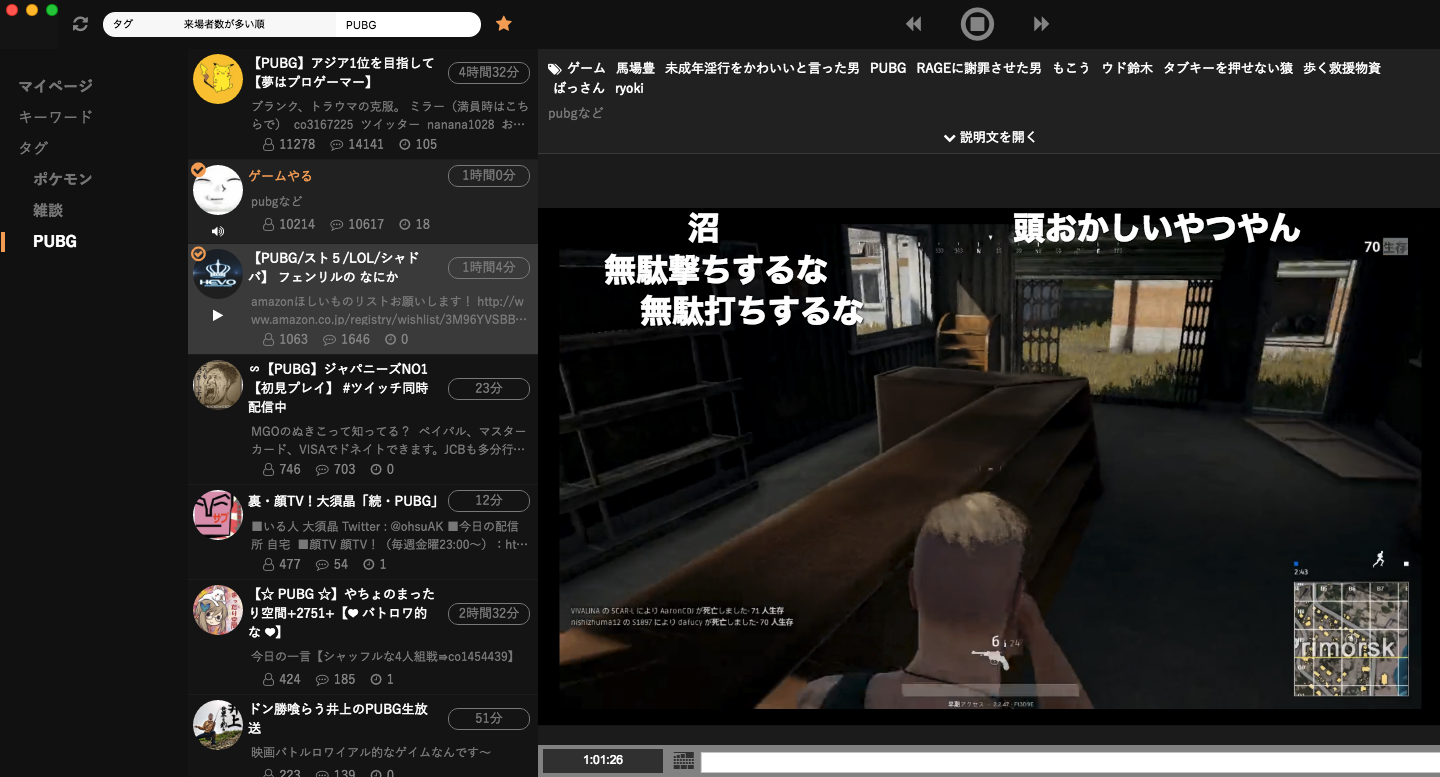 タグ 来場者数が多い順 PUBG
マイページ
キーワード
タグ
ポケモン
雑談
PUBG
【PUBG】アジア1位を目指して
【夢はプロゲーマー】
4時間32分
ブランク、トラウマの克服。 ミラー（満員時はこち
らで） co3167225 ツイッター nanana1028 お…
11278 14141 105
ゲームやる
1時間0分
pubgなど
10214 10617 18
HEVO
【PUBG/スト５/LOL/シャド
バ】 フェンリルの なにか
1時間4分
amazonほしいものリストお願いします！ http://w
ww.amazon.co.jp/registry/wishlist/3M96YVSBB…
1063 1646 0
∽【PUBG】ジャパニーズNO1
【初見プレイ】 #ツイッチ同時
配信中
23分
MGOのぬきこって知ってる？ ペイパル、マスター
カード、VISAでドネイトできます。JCBも多分行…
746 703 0
裏・顔TV！大須晶「続・PUBG」
12分
■いる人 大須晶 Twitter : @ohsuAK ■今日の配信
所 自宅 ■顔TV 顔TV！（毎週金曜23:00〜）：ht…
477 54 1
【☆ PUBG ☆】やちょのまった
り空間+2751+【❤ バトロワ的
な ❤】
2時間32分
今日の一言【シャッフルな4人組戦⇛co1454439】
424 185 1
ドン勝喰らう井上のPUBG生放
送
51分
映画バトルロワイアル的なゲイムなんです〜
223 139 0
ゲーム 馬場豊 未成年淫行をかわいいと言った男 PUBG RAGEに謝罪させた男 もこう ウド鈴木 タブキーを押せない猿 歩く救援物資
ばっさん ryoki
pubgなど
説明文を開く
沼 頭おかしいやつやん
無駄撃ちするな
無駄打ちするな
70 生存
VIVALINA の SCAR-L により AaronCDJ が死亡しました- 71 人生存
nishizhuma12 の S1897 により dafucy が死亡しました- 70 人生存
6 24
2:43
Primorsk
1:01:26